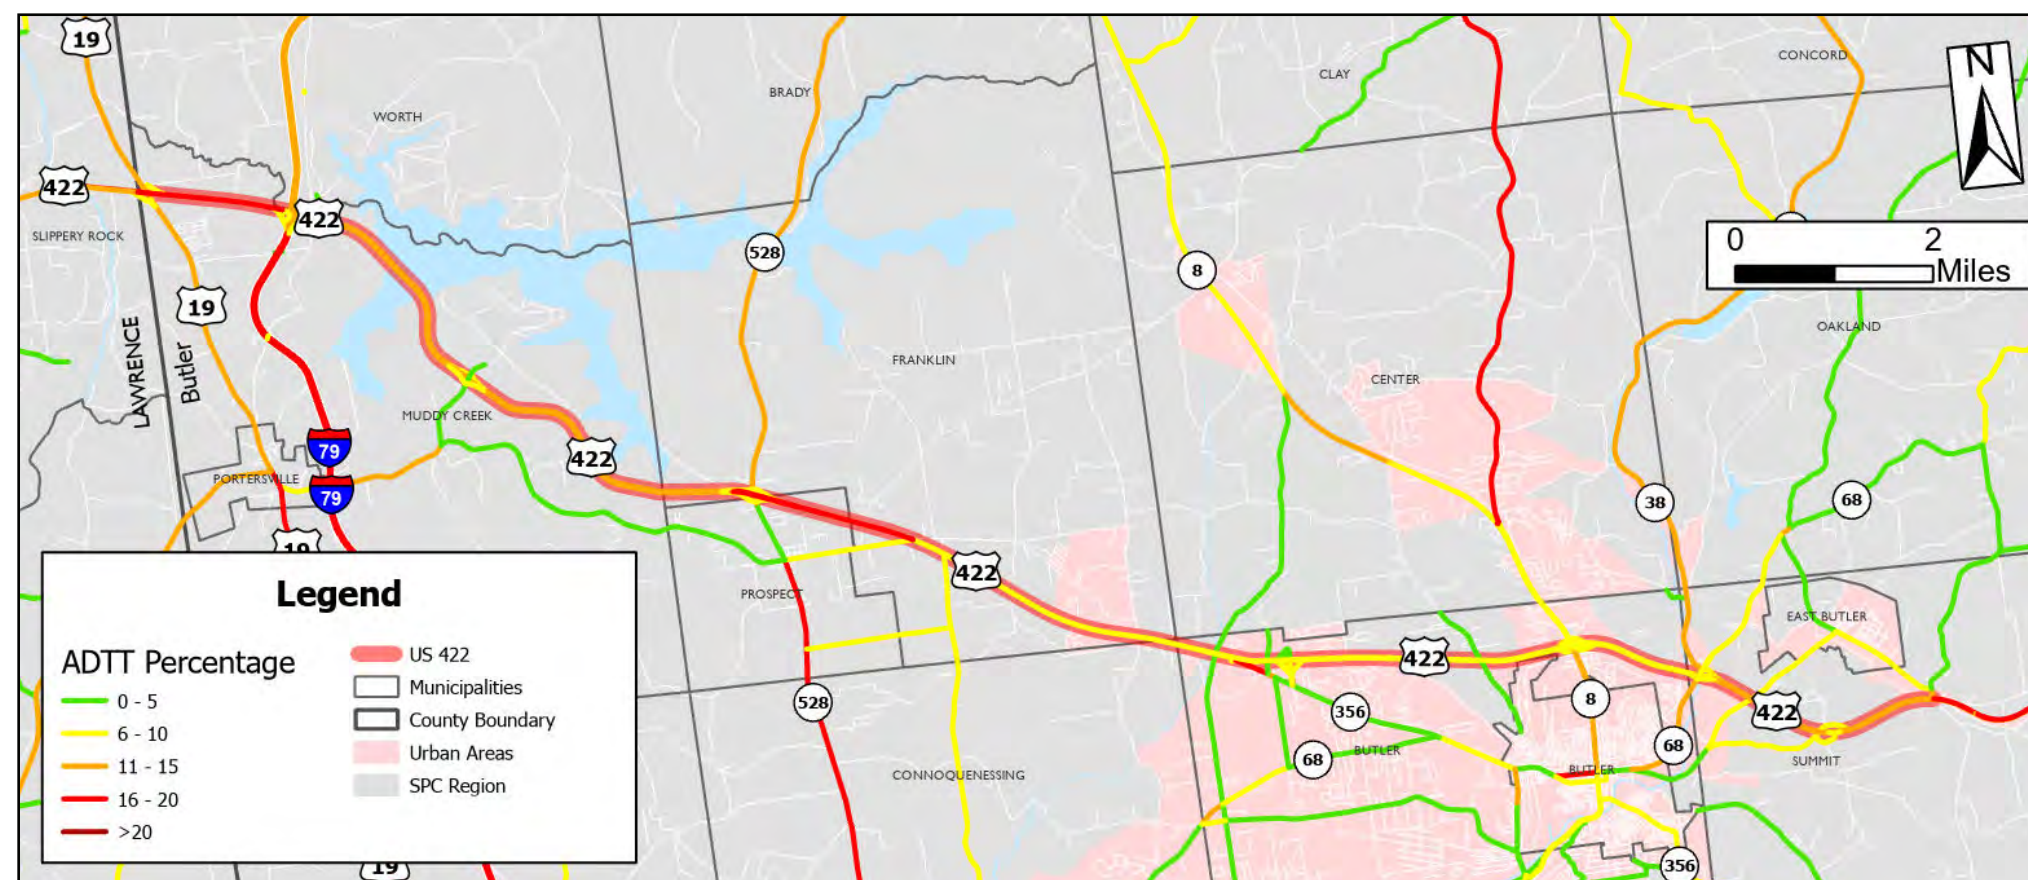 19
CONCORD
N
CLAY
BRADY
WORTH
422
422
SLIPPERY ROCK
528
8
0 2
Miles
19
OAKLAND
LAWRENCE
Butler
FRANKLIN
CENTER
MUDDY CREEK
79
422
PORTERSVILLE
79
38
68
19
422
PROSPECT
EAST BUTLER
422
528
8
422
356
68
BUTLER
68
BUTLER
SUMMIT
CONNOQUENESSING
356
19
Legend
ADTT Percentage
0 - 5
6 - 10
11 - 15
16 - 20
>20
US 422
Municipalities
County Boundary
Urban Areas
SPC Region